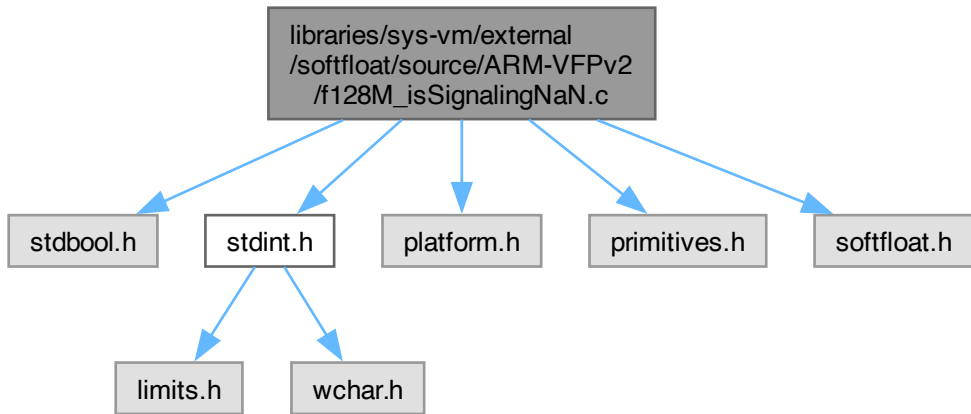 libraries/sys-vm/external
/softfloat/source/ARM-VFPv2
/f128M_isSignalingNaN.c
stdbool.h
stdint.h
platform.h
primitives.h
softfloat.h
limits.h
wchar.h